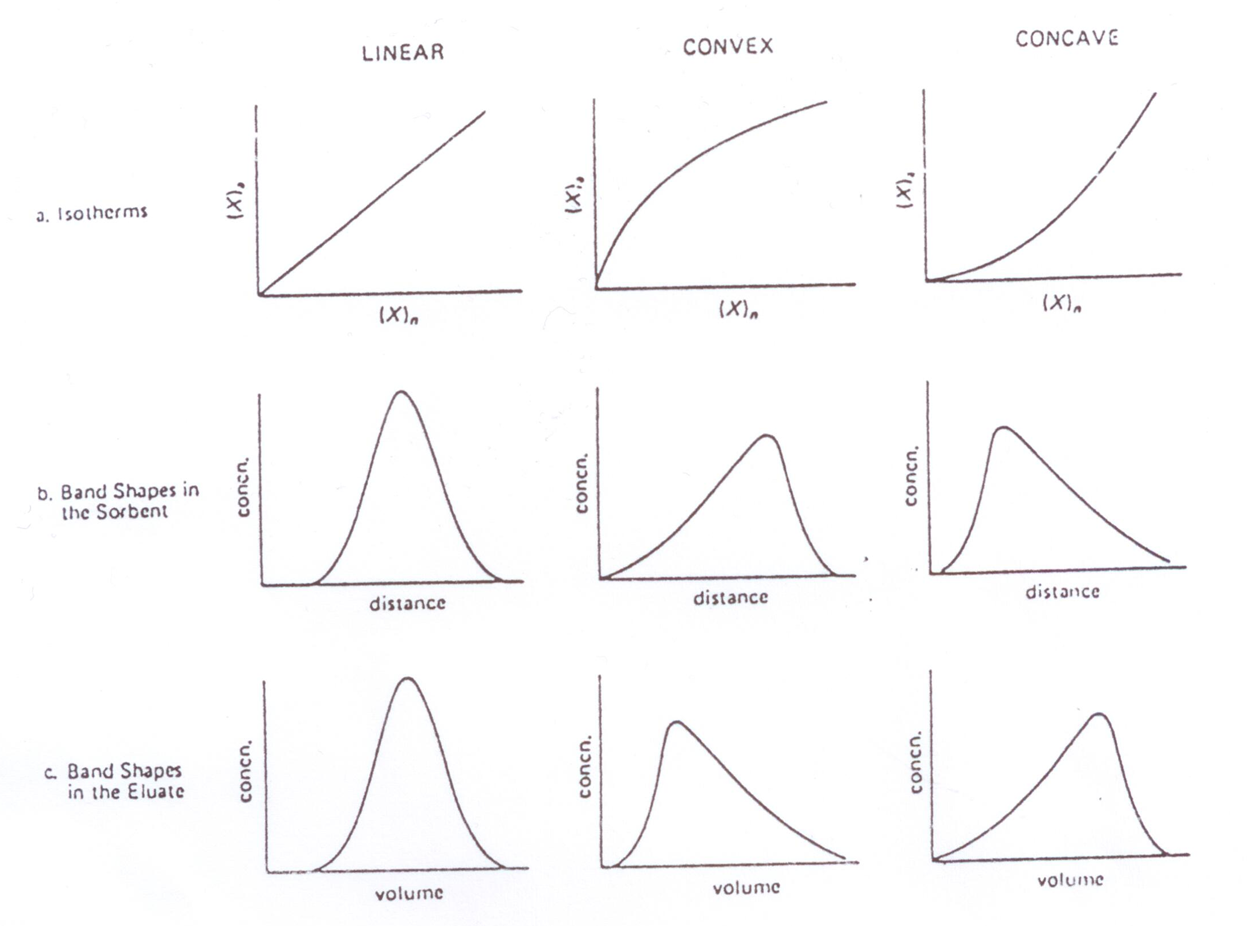 LINEAR
CONVEX
CONCAVE
a. Isotherms
(X)s
(X)n
(X)s
(X)n
(X)s
(X)n
b. Band Shapes in
the Sorbent
concn.
distance
concn.
distance
concn.
distance
c. Band Shapes
in the Eluate
concn.
volume
concn.
volume
concn.
volume